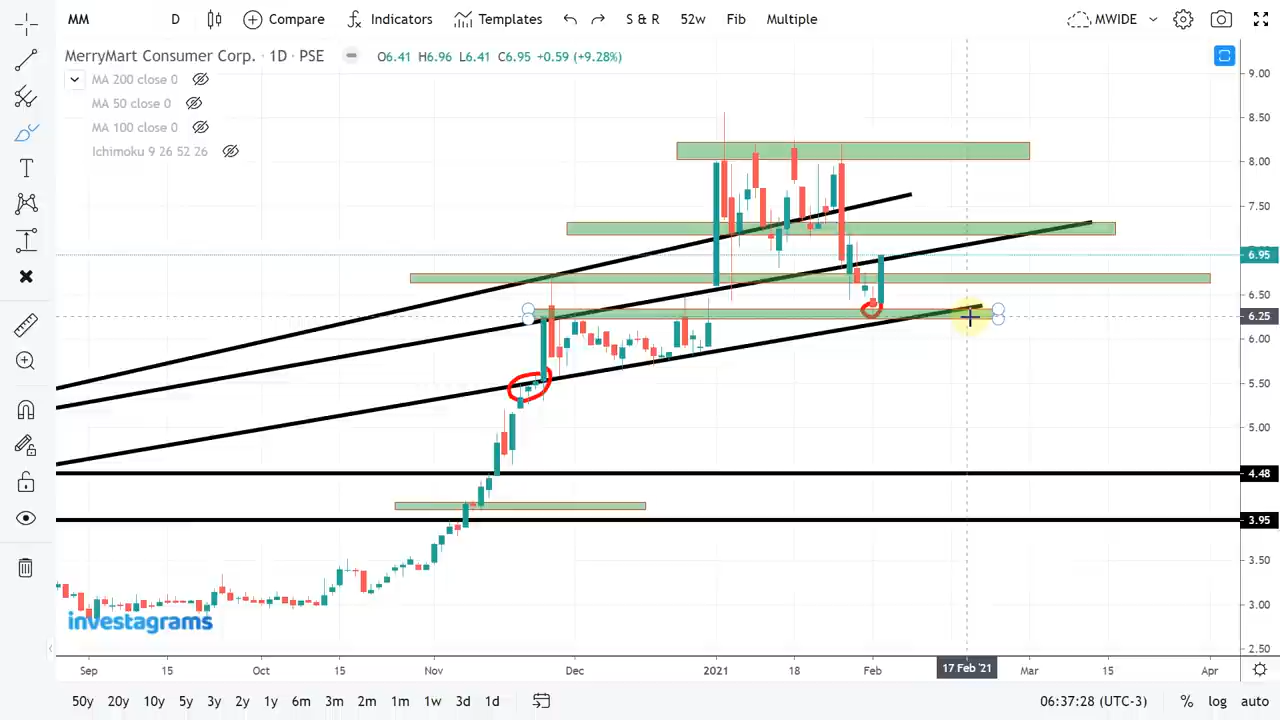 MM D Compare Indicators Templates S & R 52w Fib Multiple MWIDE
MerryMart Consumer Corp. · 1D · PSE O6.41 H6.96 L6.41 C6.95 +0.59 (+9.28%)
MA 200 close 0
MA 50 close 0
MA 100 close 0
Ichimoku 9 26 52 26
9.00
8.50
8.00
7.50
6.95
6.50
6.25
6.00
5.50
5.00
4.48
3.95
3.50
3.00
2.50
investagrams
Sep 15 Oct 15 Nov Dec 2021 18 Feb 17 Feb '21 Mar 15 Apr
50y 20y 10y 5y 3y 2y 1y 6m 3m 2m 1m 1w 3d 1d 06:37:28 (UTC-3) % log auto